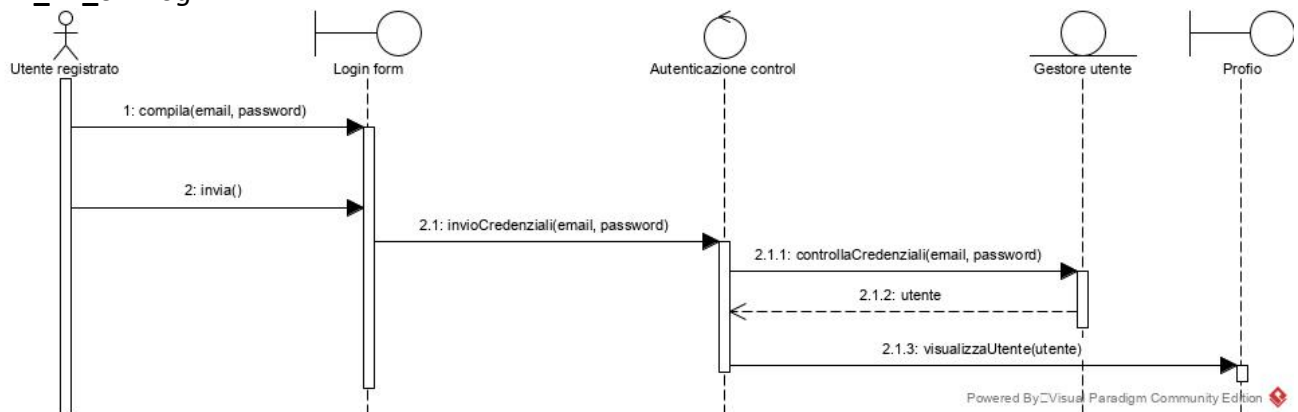 Utente registrato
Login form
Autenticazione control
Gestore utente
Profio
1: compila(email, password)
2: invia()
2.1: invioCredenziali(email, password)
2.1.1: controllaCredenziali(email, password)
2.1.2: utente
2.1.3: visualizzaUtente(utente)
Powered By Visual Paradigm Community Edition